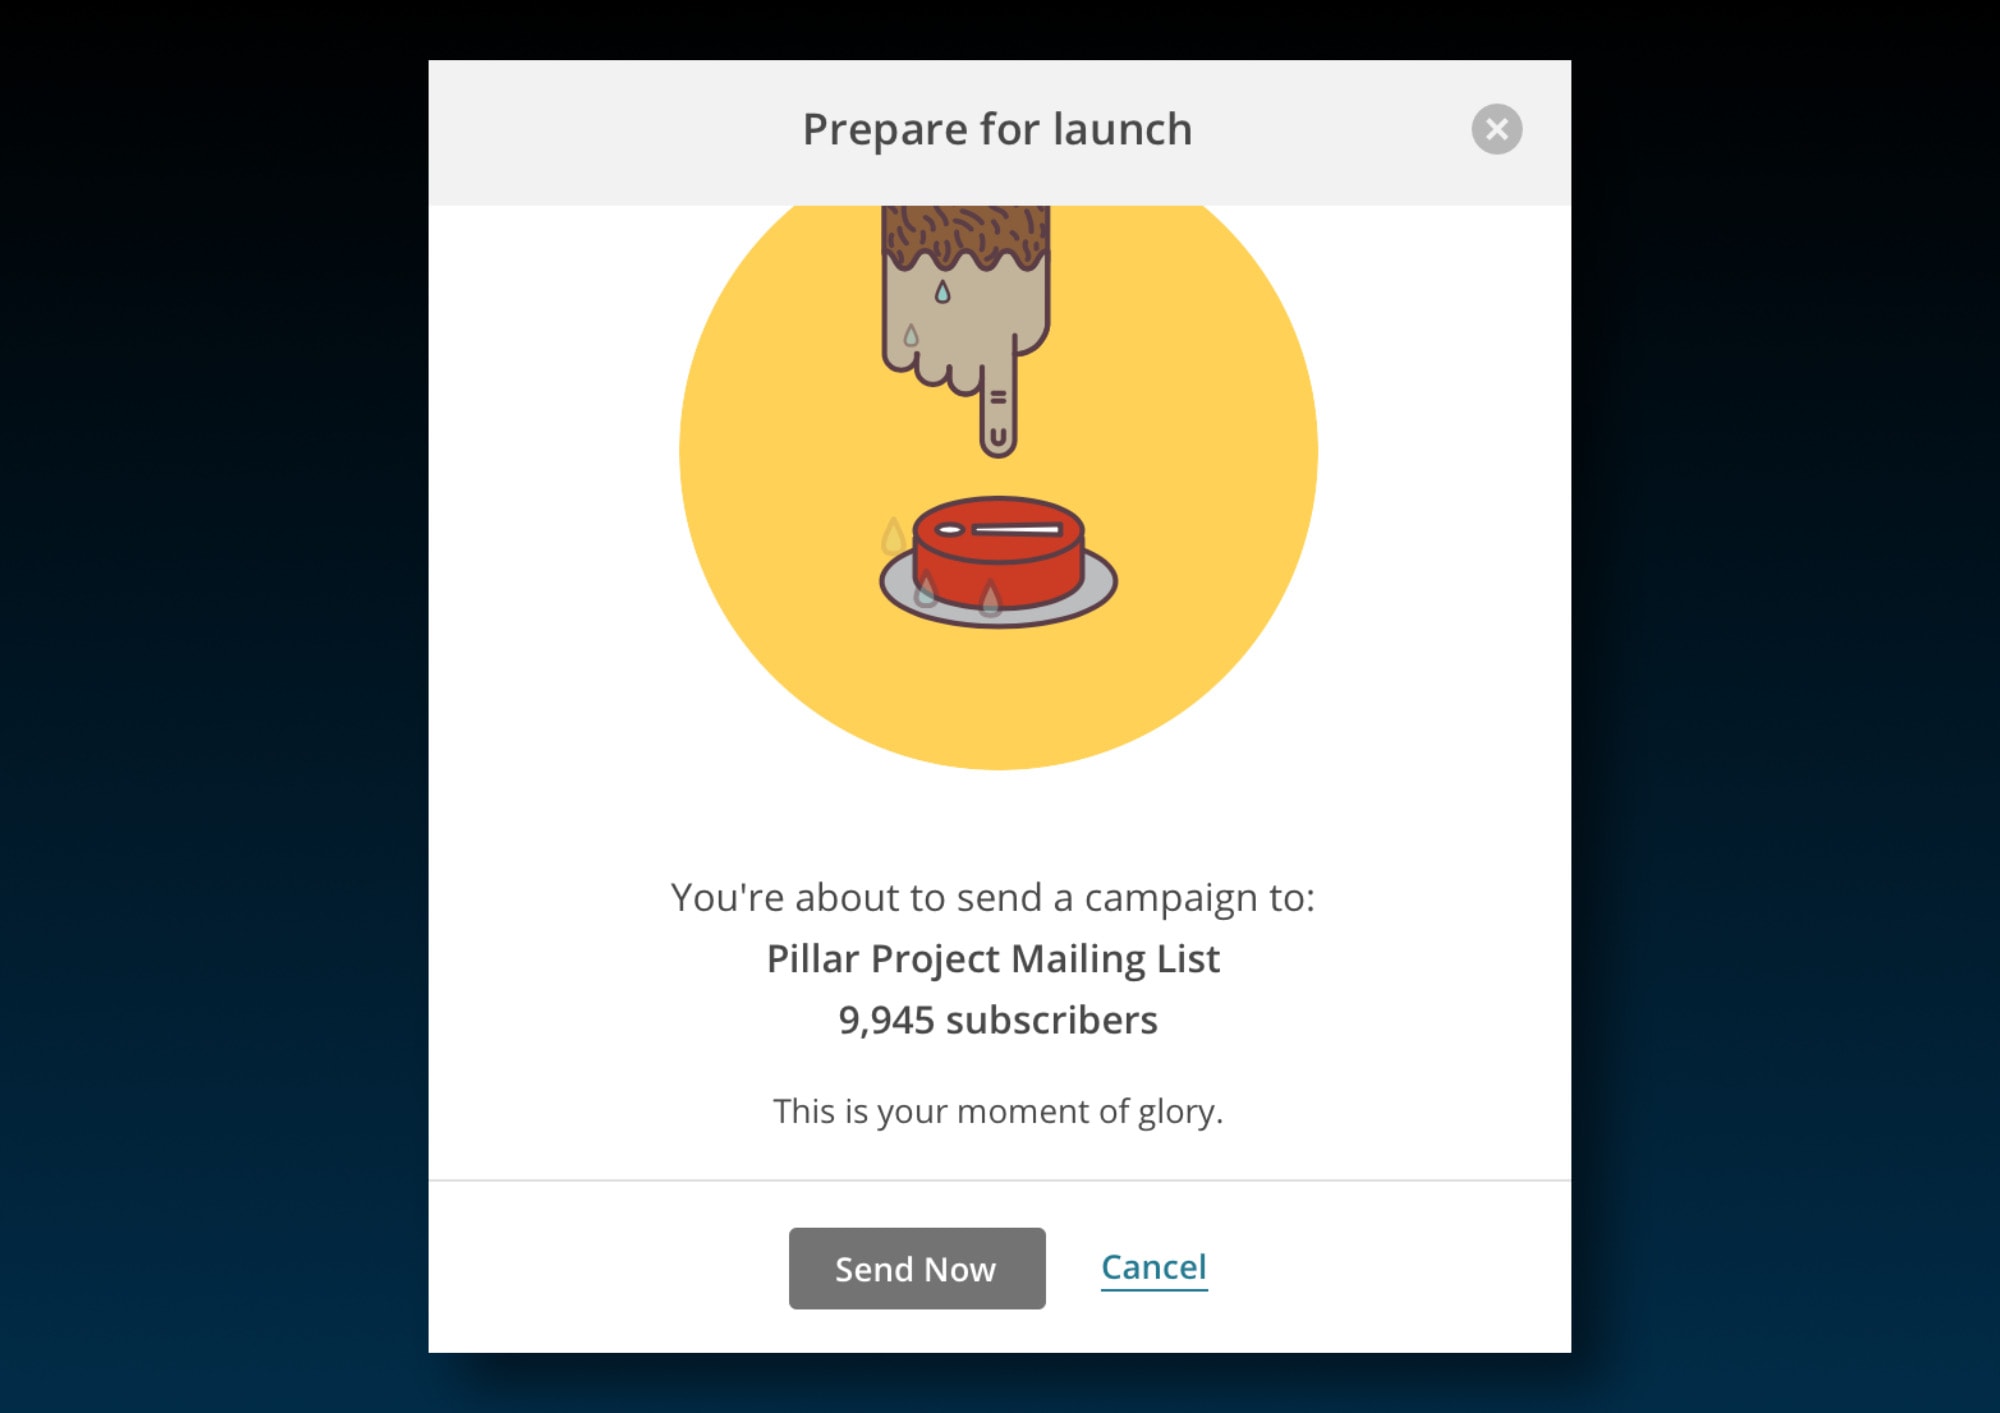 Prepare for launch
You're about to send a campaign to:
Pillar Project Mailing List
9,945 subscribers
This is your moment of glory.
Send Now
Cancel